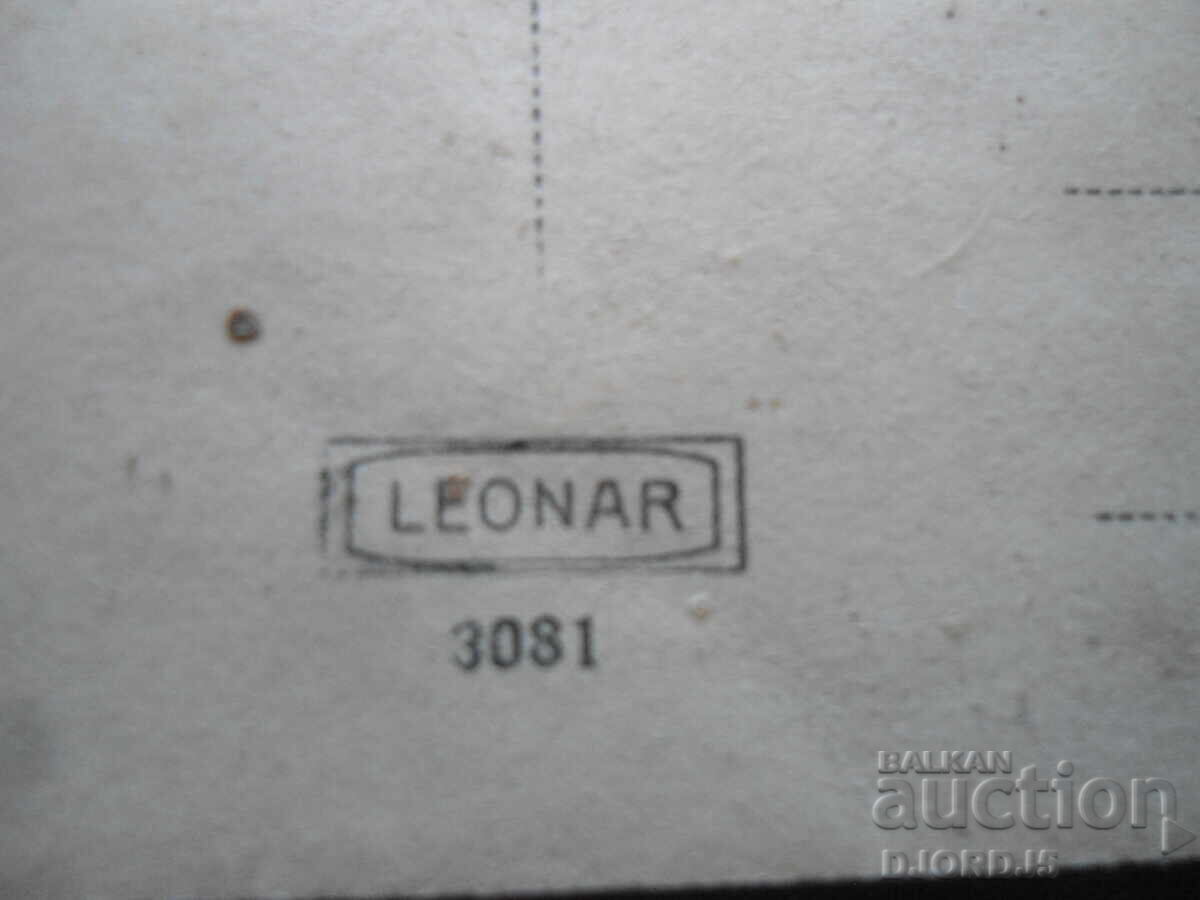 LEONAR
3081
BALKAN
auction
DJORDJ5